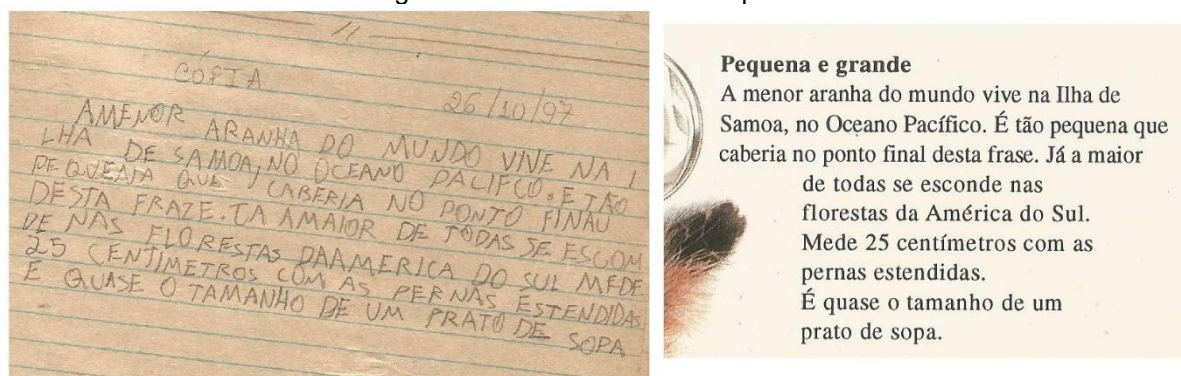 CÓPIA
26/10/97
AMENOR ARANHA DO MUNDO VIVE NA I
LHA DE SAMOA, NO OCEANO PACIFCO. E TÃO
PEQUENA QUE CABERIA NO PONTO FINAU
DESTA FRAZE. JA AMAIOR DE TODAS SE ESCOM
DE NAS FLORESTAS DAAMERICA DO SUL MEDE
25 CENTIMETROS COM AS PERNAS ESTENDIDAS
E QUASE O TAMANHO DE UM PRATO DE SOPA
Pequena e grande
A menor aranha do mundo vive na Ilha de
Samoa, no Oceano Pacífico. É tão pequena que
caberia no ponto final desta frase. Já a maior
de todas se esconde nas
florestas da América do Sul.
Mede 25 centímetros com as
pernas estendidas.
É quase o tamanho de um
prato de sopa.